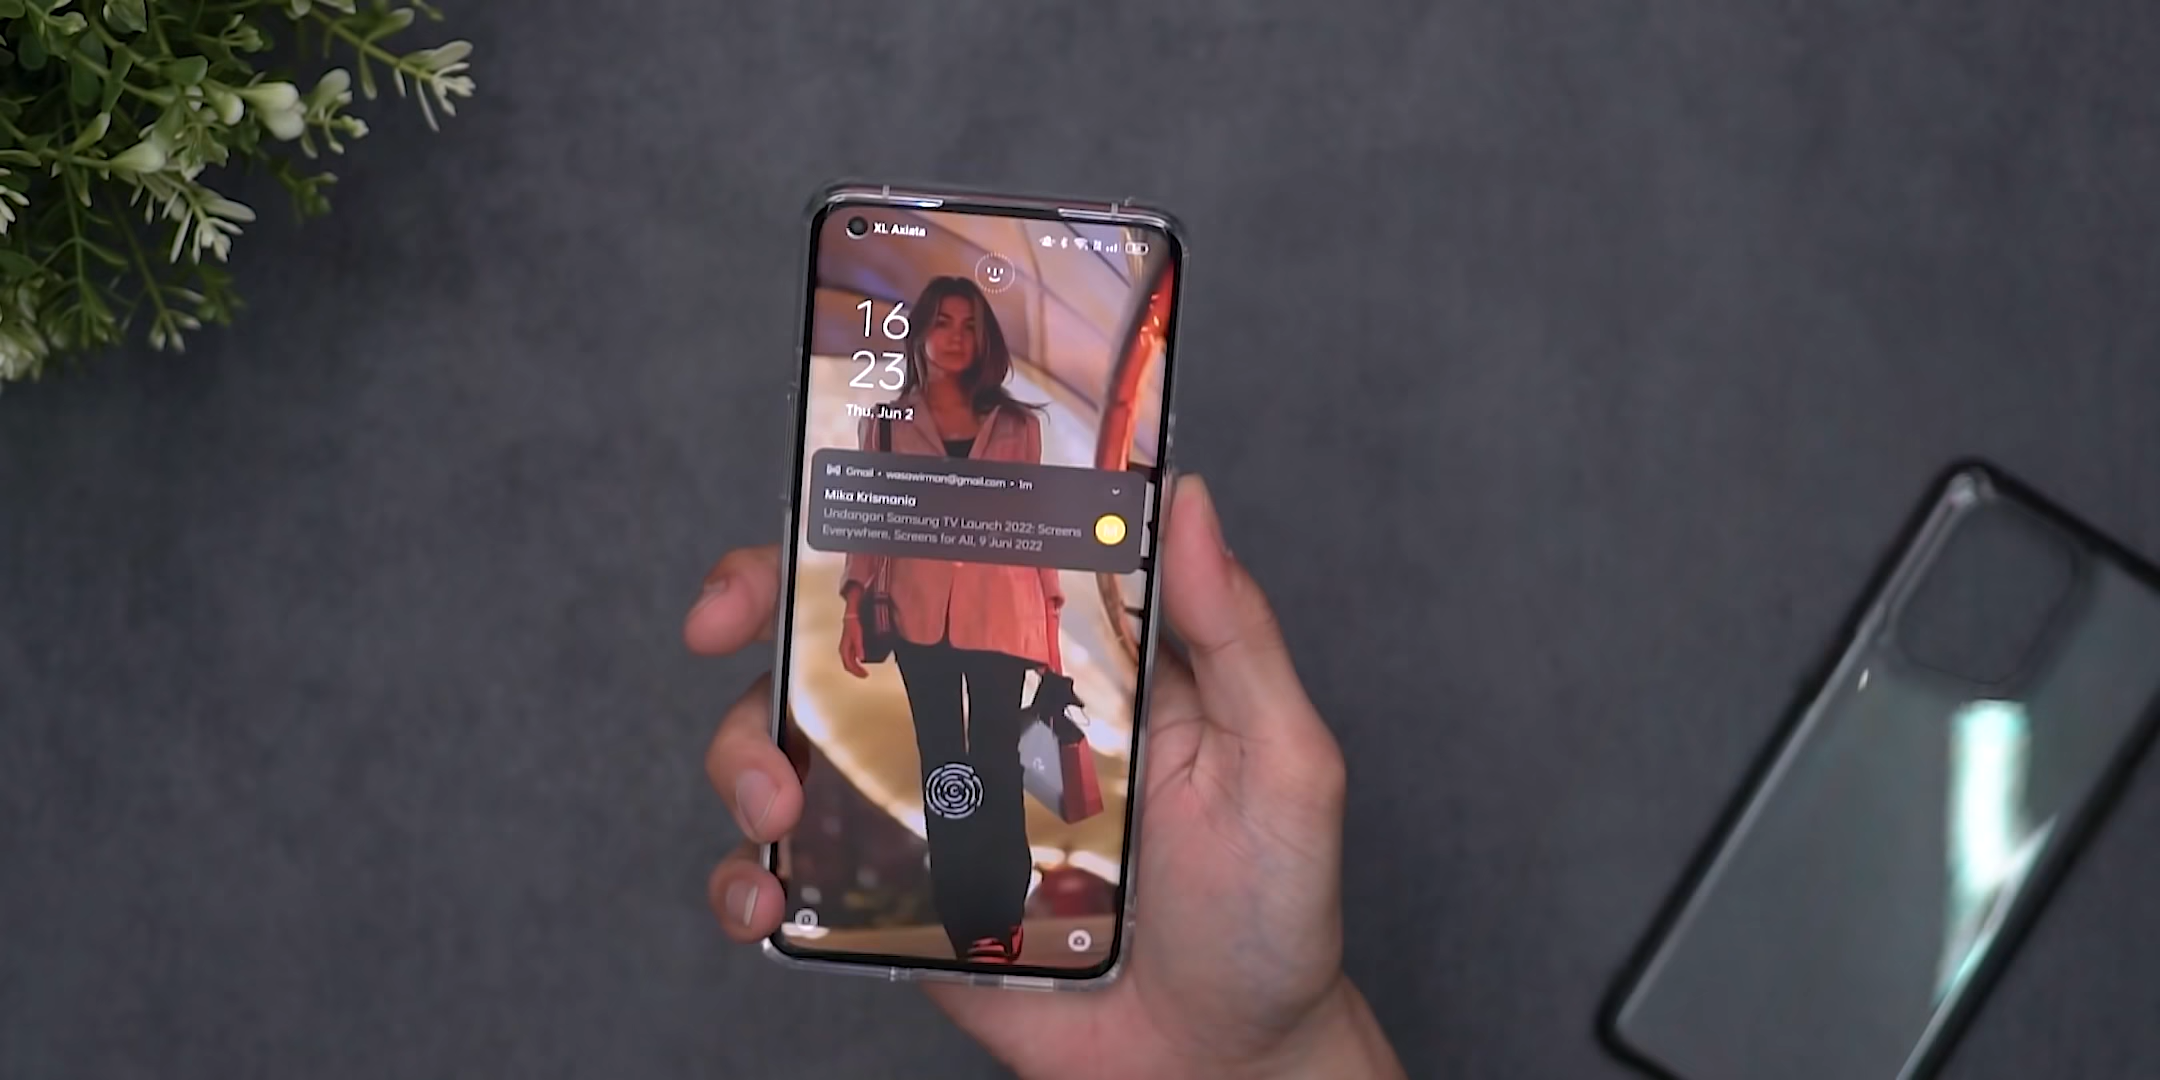 XL Axiata
16
23
Thu, Jun 2
Gmail • wasawirman@gmail.com • 1m
Mika Krismania
Undangan Samsung TV Launch 2022: Screens
Everywhere, Screens for All, 9 Juni 2022
M